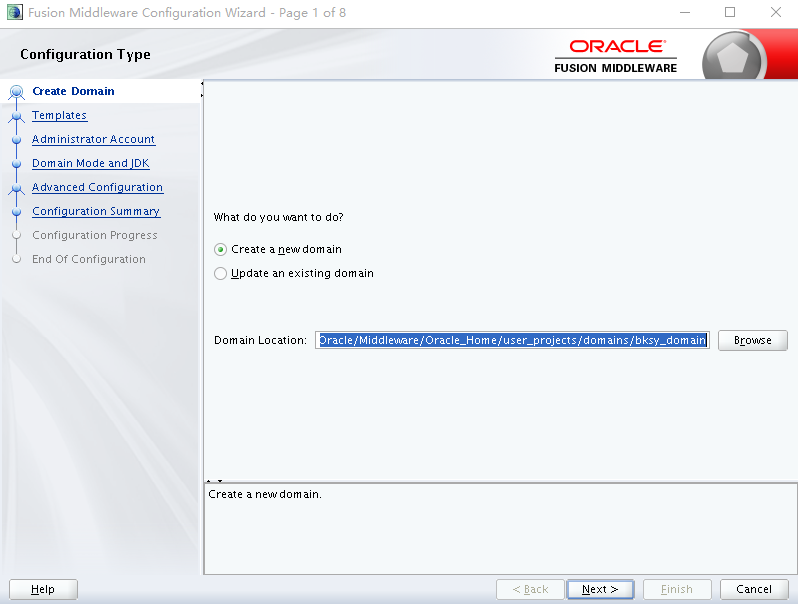 Fusion Middleware Configuration Wizard - Page 1 of 8
Configuration Type
ORACLE
FUSION MIDDLEWARE
Create Domain
Templates
Administrator Account
Domain Mode and JDK
Advanced Configuration
Configuration Summary
Configuration Progress
End Of Configuration
What do you want to do?
Create a new domain
Update an existing domain
Domain Location: Oracle/Middleware/Oracle_Home/user_projects/domains/bksy_domain Browse
Create a new domain.
Help < Back Next > Finish Cancel